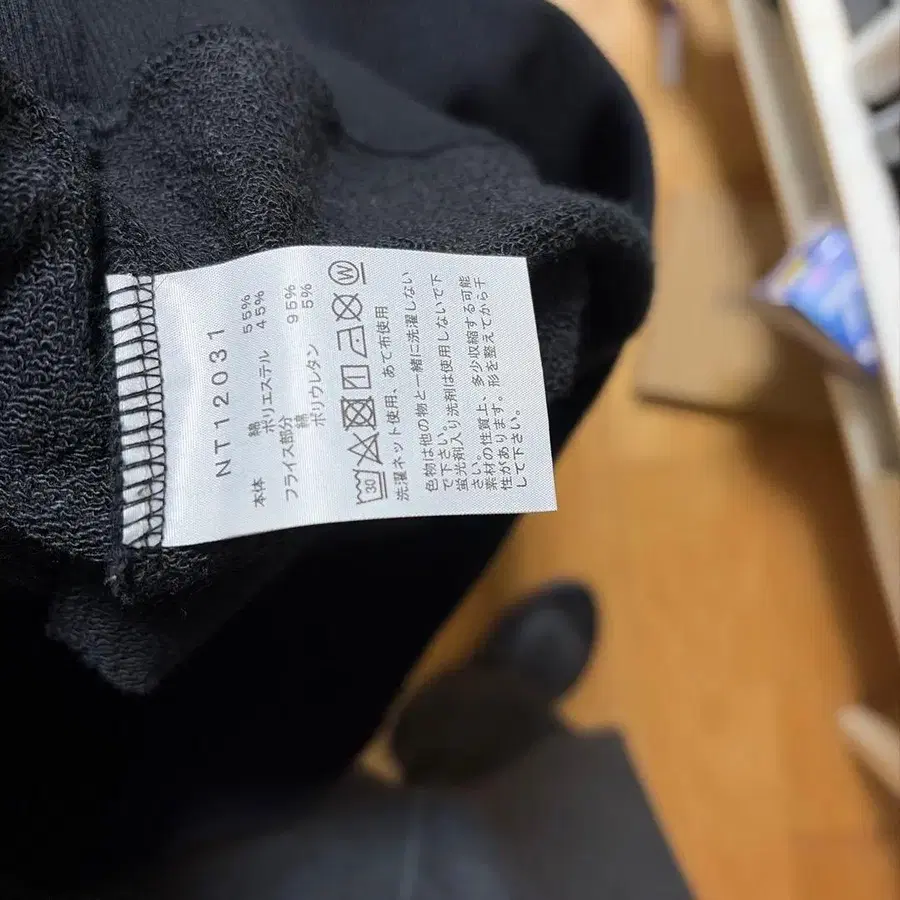 NT12031
本体 綿 55%
ポリエステル 45%
フライス部分
綿 95%
ポリウレタン 5%
30 W
洗濯ネット使用、あて布使用
色物は他の物と一緒に洗濯しない
で下さい。
蛍光剤入り洗剤は使用しないで下
さい。
素材の性質上、多少収縮する可能
性があります。形を整えてから干
して下さい。